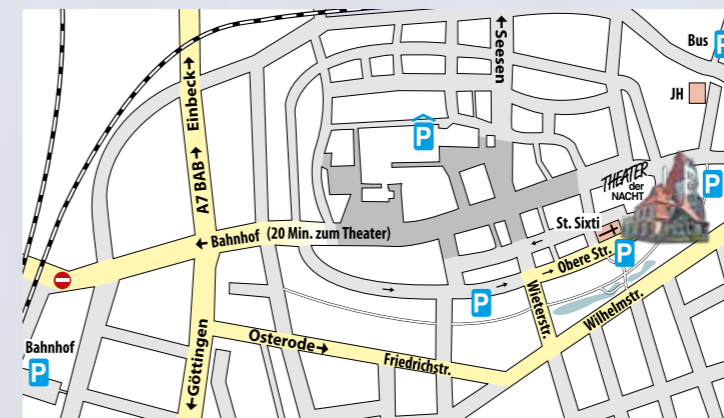 ←Seesen
Bus
P
JH
A7 BAB→ Einbeck→
P
P
THEATER
der
NACHT
St. Sixti
←Bahnhof (20 Min. zum Theater)
P
→ Obere Str.
P
Wieterstr.
Wilhelmstr.
Osterode→
Friedrichstr.
←Göttingen
Bahnhof
P